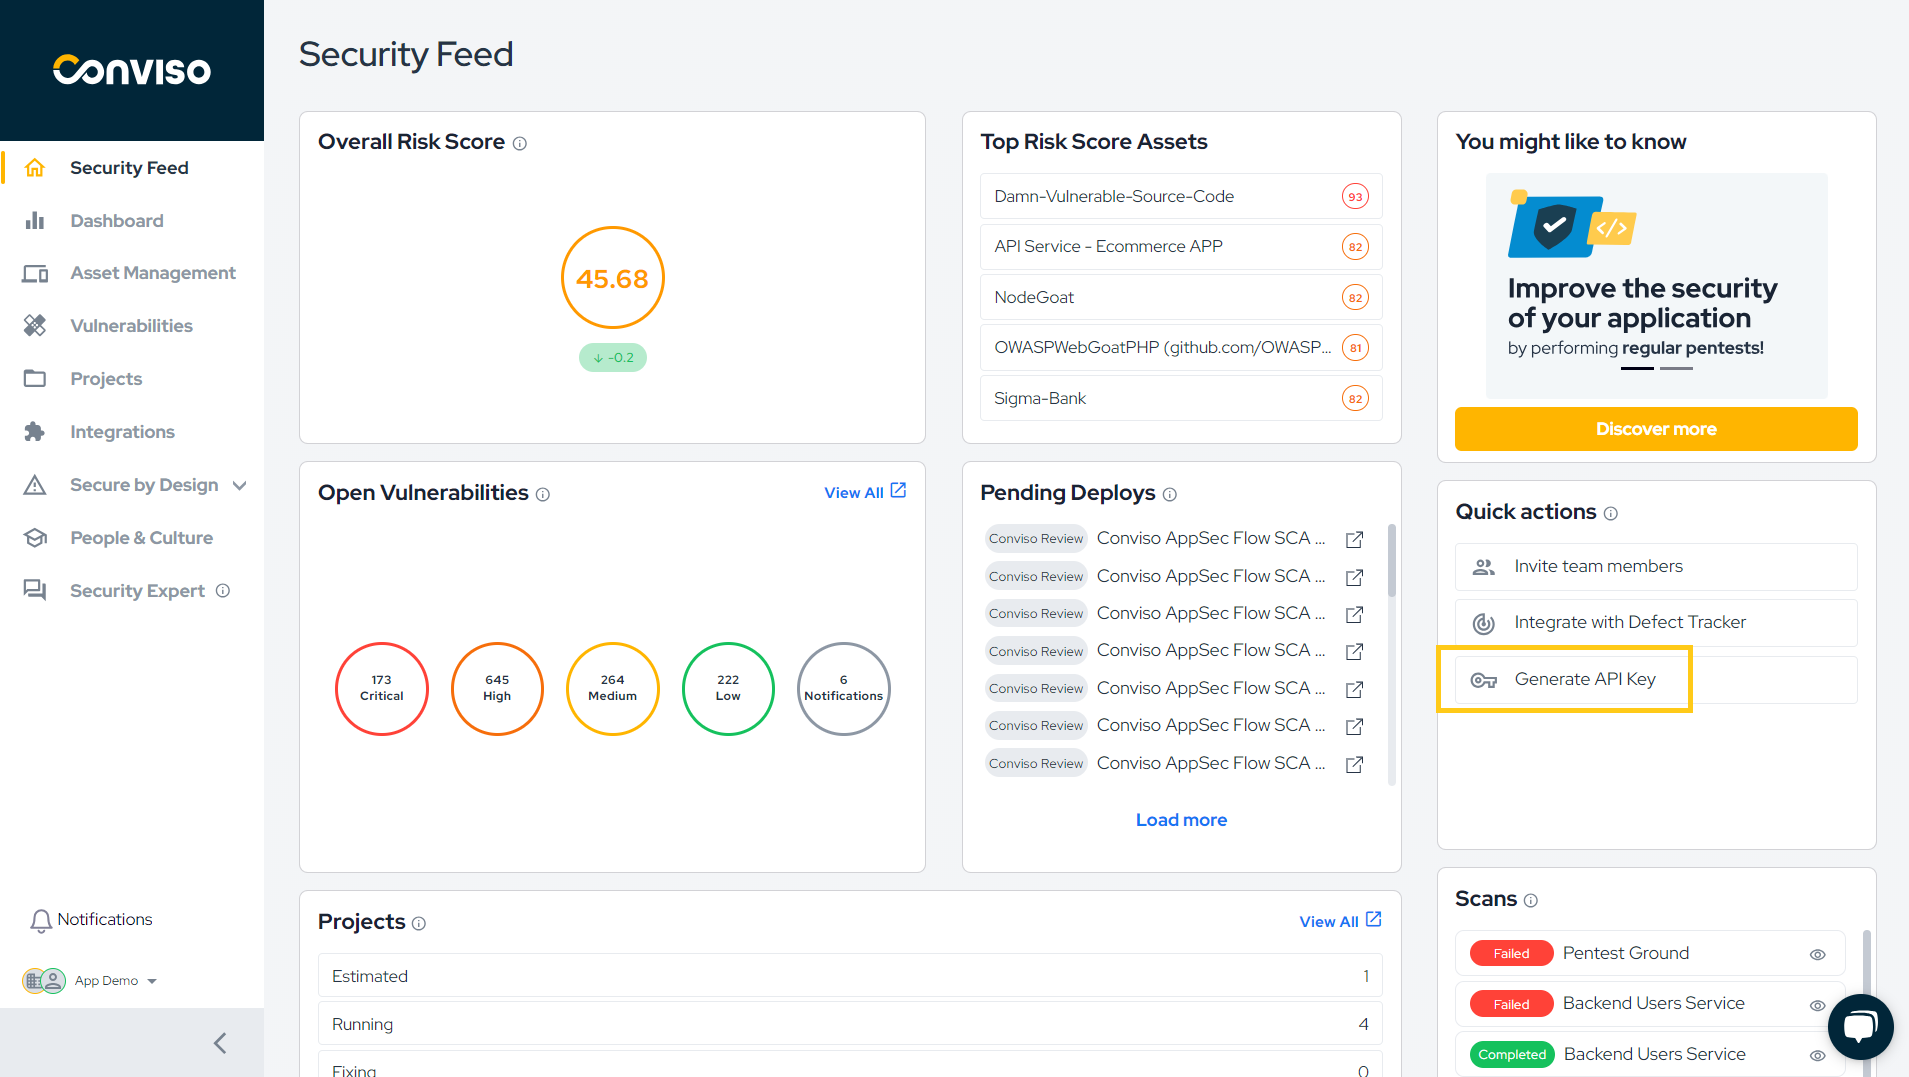 Conviso
Security Feed
Dashboard
Asset Management
Vulnerabilities
Projects
Integrations
Secure by Design
People & Culture
Security Expert
Notifications
App Demo
Security Feed
Overall Risk Score
45.68
-0.2
Top Risk Score Assets
Damn-Vulnerable-Source-Code 93
API Service - Ecommerce APP 82
NodeGoat 82
OWASPWebGoatPHP (github.com/OWASP... 81
Sigma-Bank 82
You might like to know
</>
Improve the security
of your application
by performing regular pentests!
Discover more
Open Vulnerabilities
View All
173
Critical
645
High
264
Medium
222
Low
6
Notifications
Pending Deploys
Conviso Review Conviso AppSec Flow SCA ...
Conviso Review Conviso AppSec Flow SCA ...
Conviso Review Conviso AppSec Flow SCA ...
Conviso Review Conviso AppSec Flow SCA ...
Conviso Review Conviso AppSec Flow SCA ...
Conviso Review Conviso AppSec Flow SCA ...
Conviso Review Conviso AppSec Flow SCA ...
Load more
Quick actions
Invite team members
Integrate with Defect Tracker
Generate API Key
Projects
View All
Estimated 1
Running 4
Fixing 0
Scans
Failed Pentest Ground
Failed Backend Users Service
Completed Backend Users Service